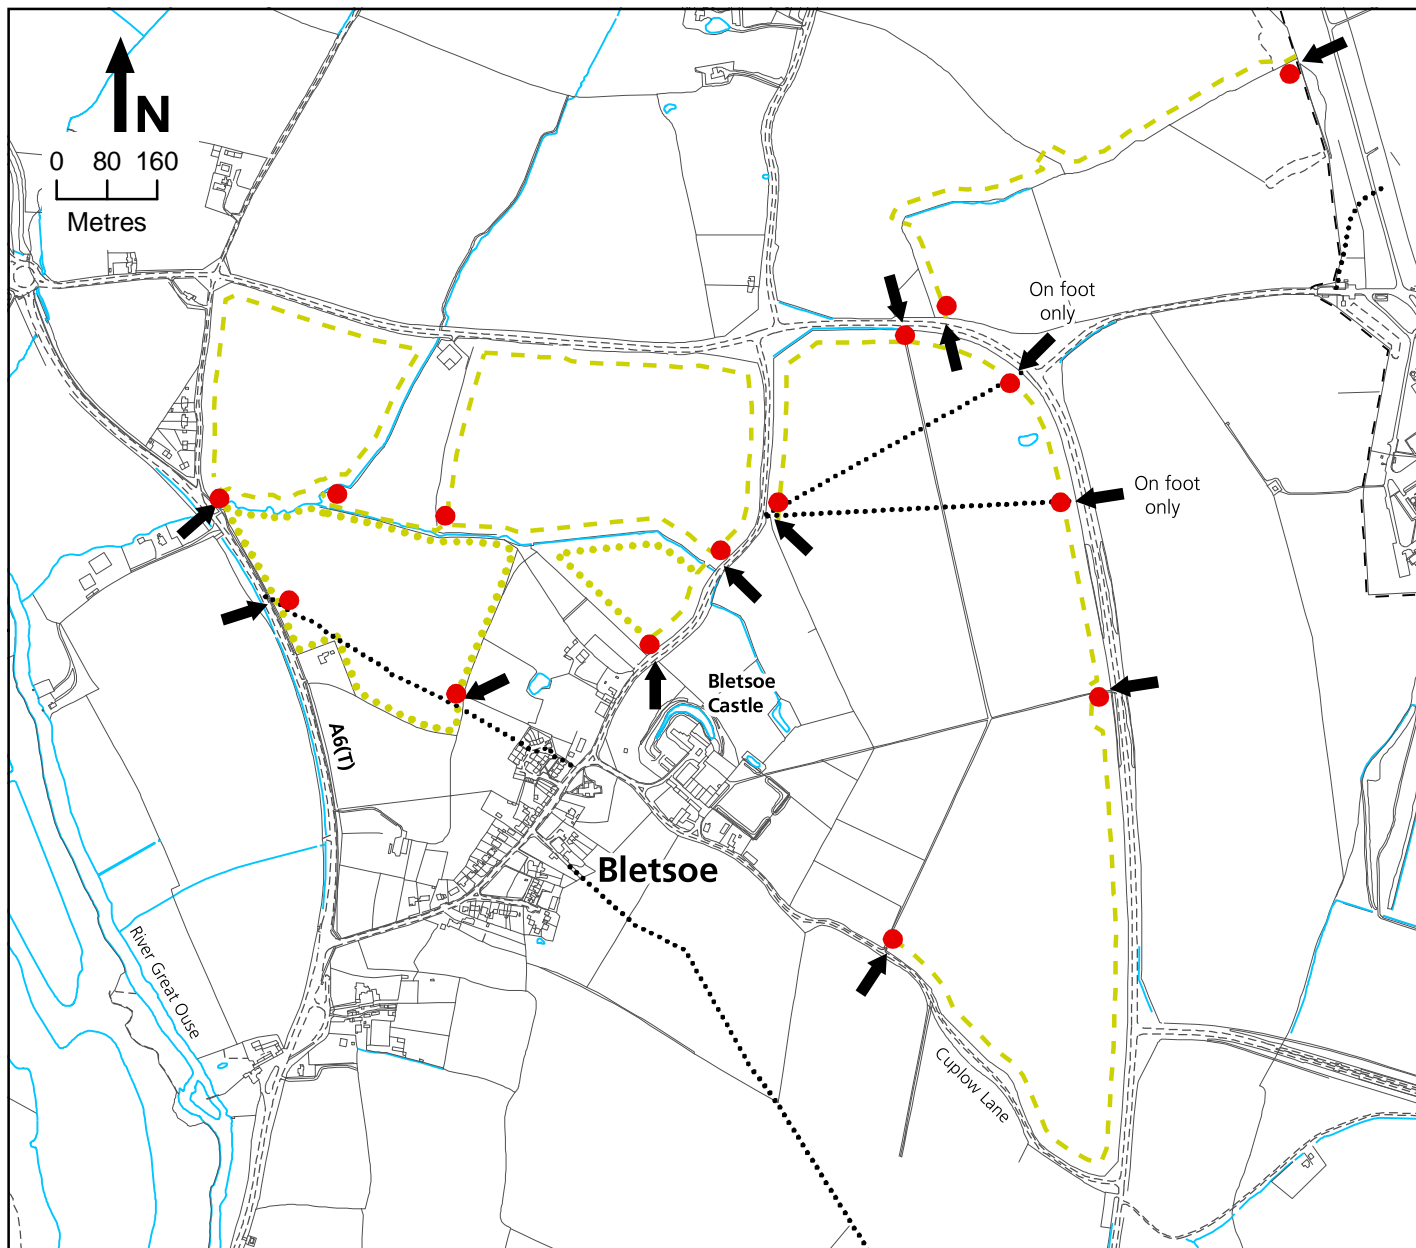 N
0 80 160
Metres
On foot
only
On foot
only
Bletsoe
Castle
A6(T)
Bletsoe
River Great Ouse
Cuplow Lane